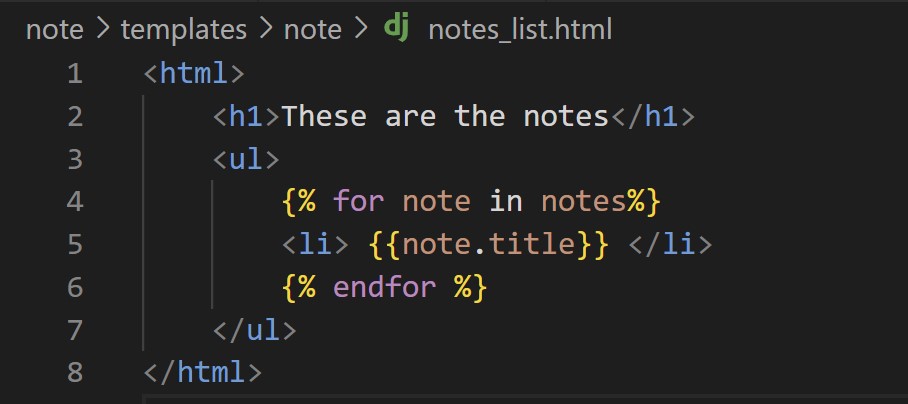 note > templates > note > dj notes_list.html
1 <html>
2 <h1>These are the notes</h1>
3 <ul>
4 {% for note in notes%}
5 <li> {{note.title}} </li>
6 {% endfor %}
7 </ul>
8 </html>